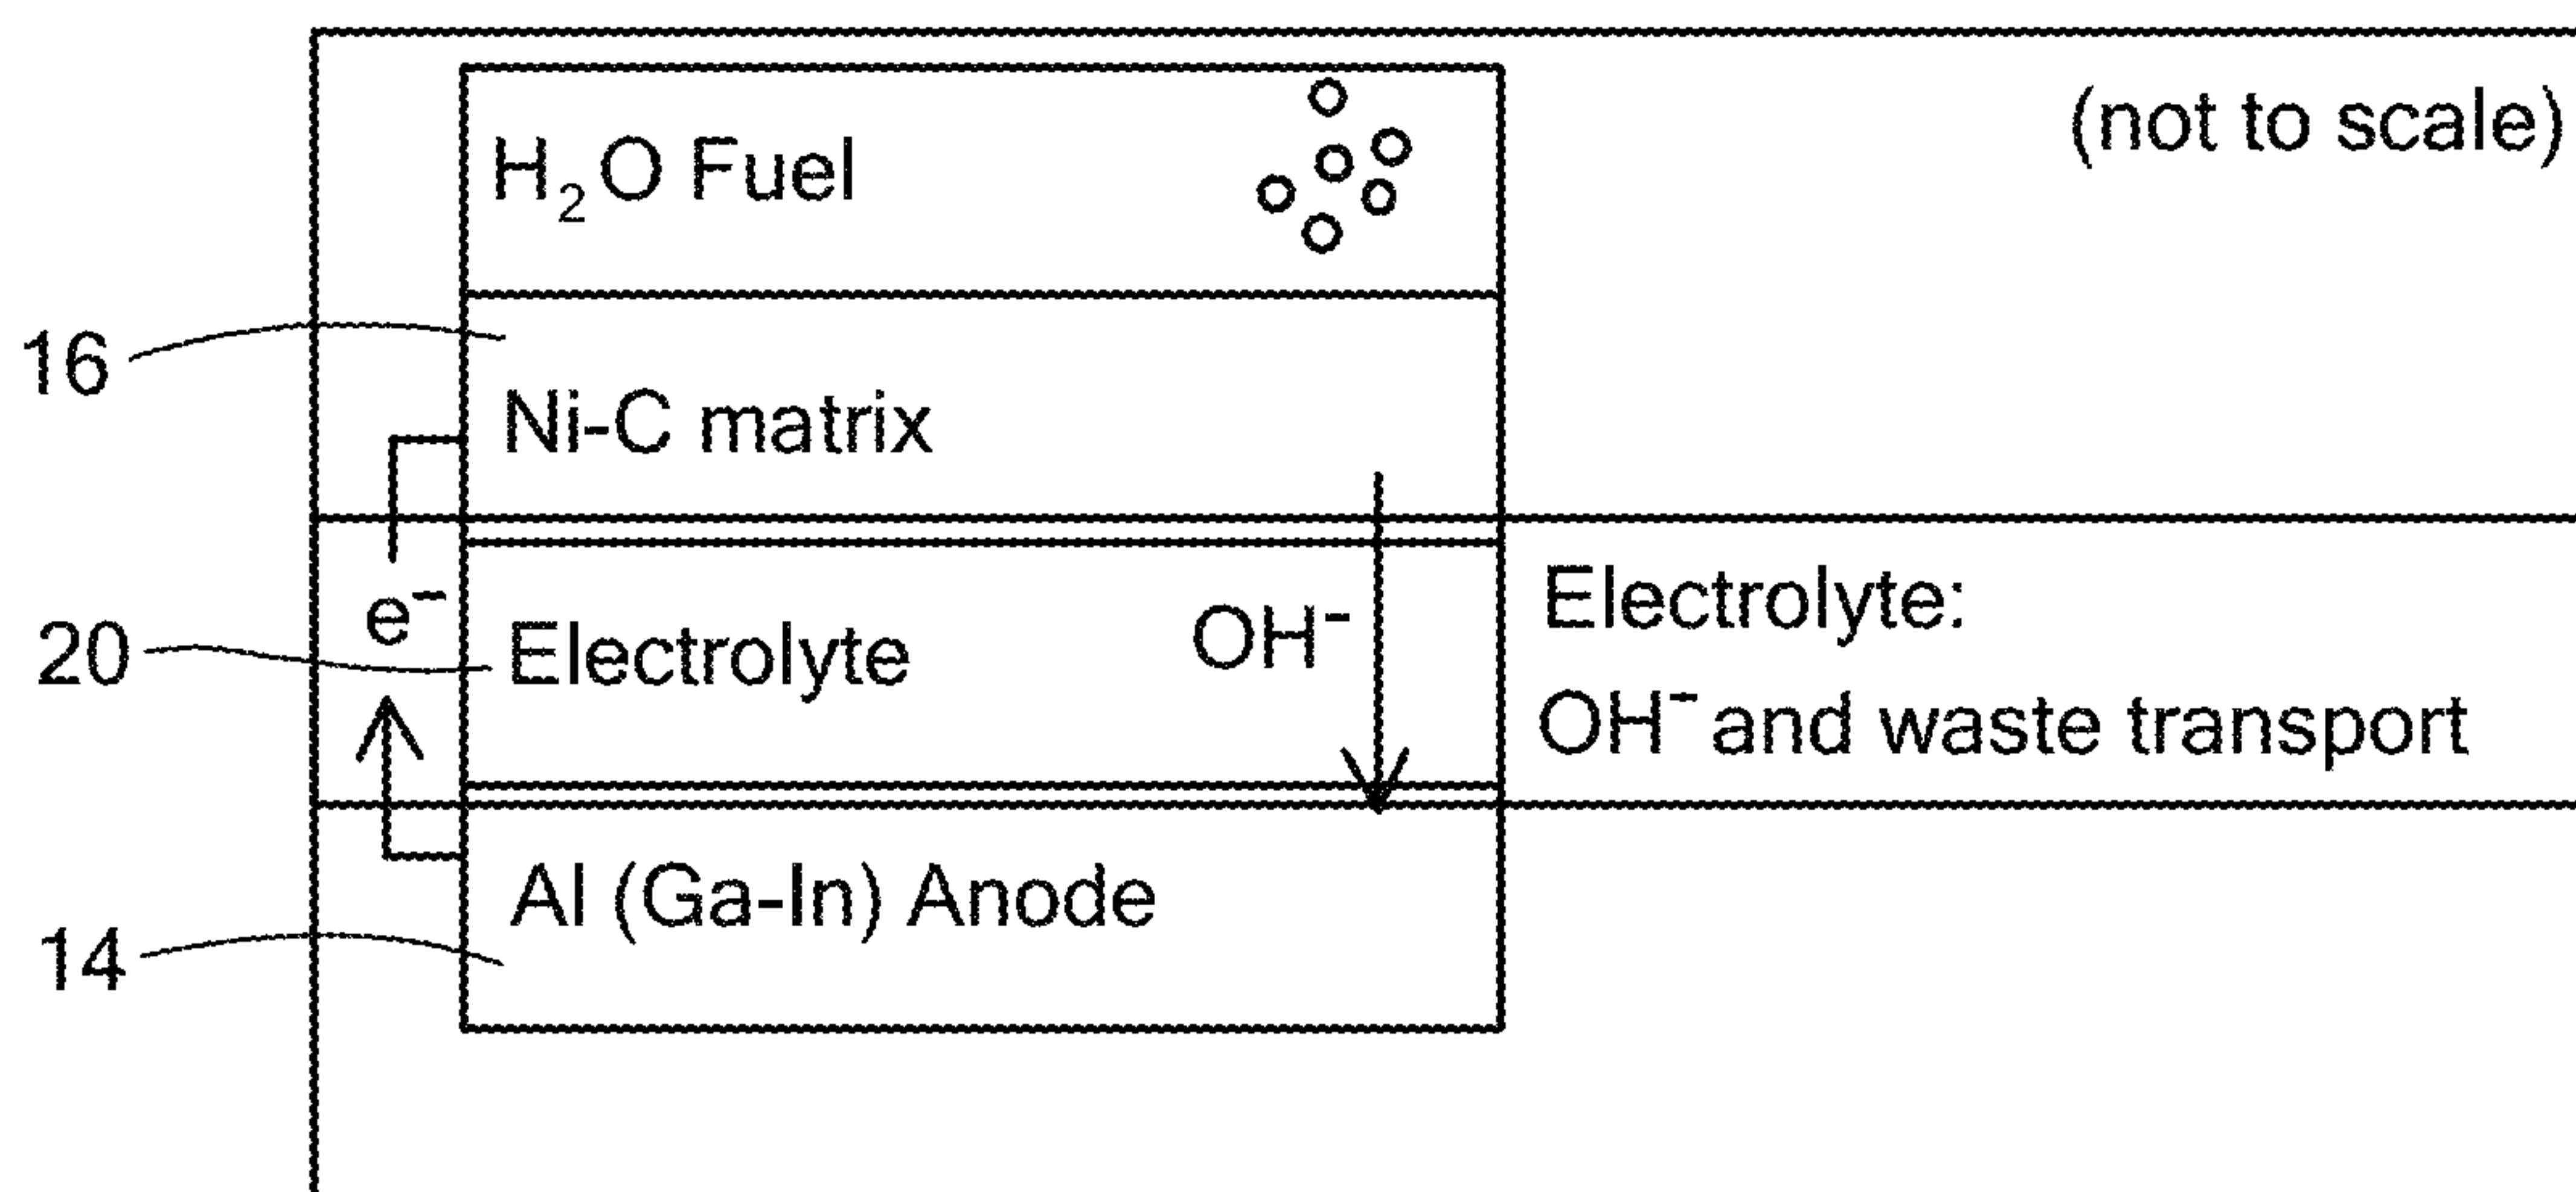 (not to scale)
H₂O Fuel
16
Ni-C matrix
e⁻
20
Electrolyte
OH⁻
Electrolyte:
OH⁻ and waste transport
Al (Ga-In) Anode
14